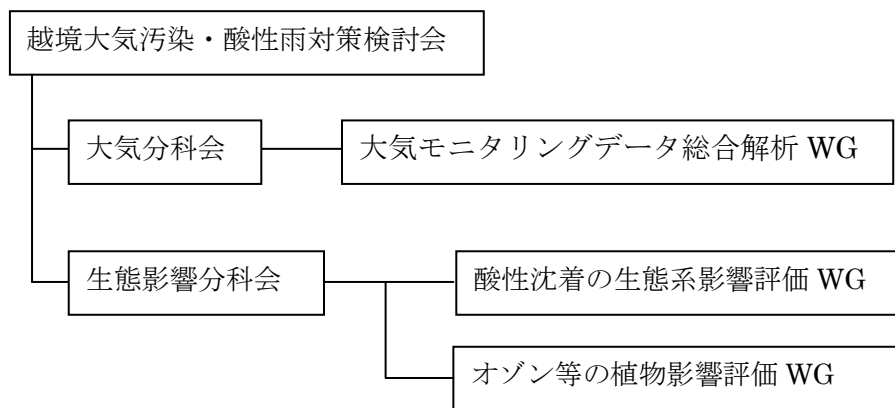 越境大気汚染・酸性雨対策検討会
大気分科会
大気モニタリングデータ総合解析 WG
生態影響分科会
酸性沈着の生態系影響評価 WG
オゾン等の植物影響評価 WG